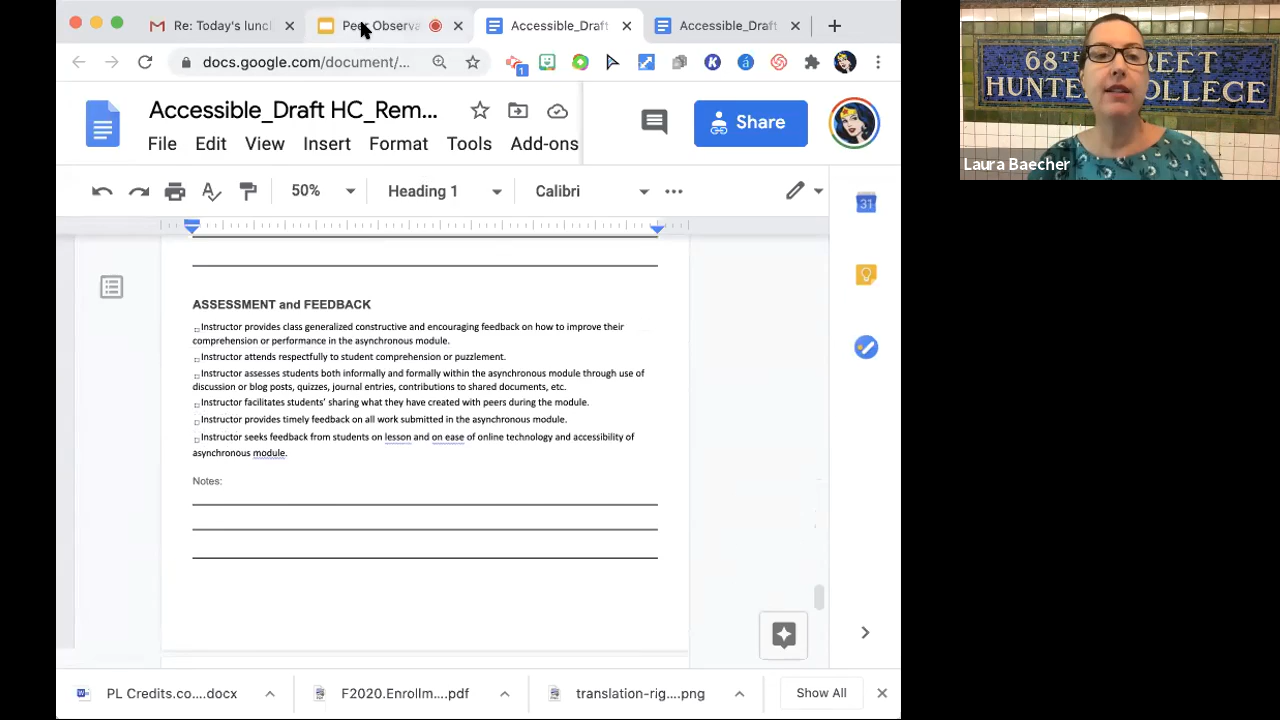 Re: Today's lunc
Accessible_Draft
Accessible_Draft
docs.google.com/document/...
1
Accessible_Draft HC_Rem...
Share
File Edit View Insert Format Tools Add-ons
50% Heading 1 Calibri
31
ASSESSMENT and FEEDBACK
Instructor provides class generalized constructive and encouraging feedback on how to improve their
comprehension or performance in the asynchronous module.
Instructor attends respectfully to student comprehension or puzzlement.
Instructor assesses students both informally and formally within the asynchronous module through use of
discussion or blog posts, quizzes, journal entries, contributions to shared documents, etc.
Instructor facilitates students' sharing what they have created with peers during the module.
Instructor provides timely feedback on all work submitted in the asynchronous module.
Instructor seeks feedback from students on lesson and on ease of online technology and accessibility of
asynchronous module.
Notes:
PL Credits.co....docx
F2020.Enrollm....pdf
translation-rig....png
Show All
68TH STREET
HUNTER COLLEGE
Laura Baecher